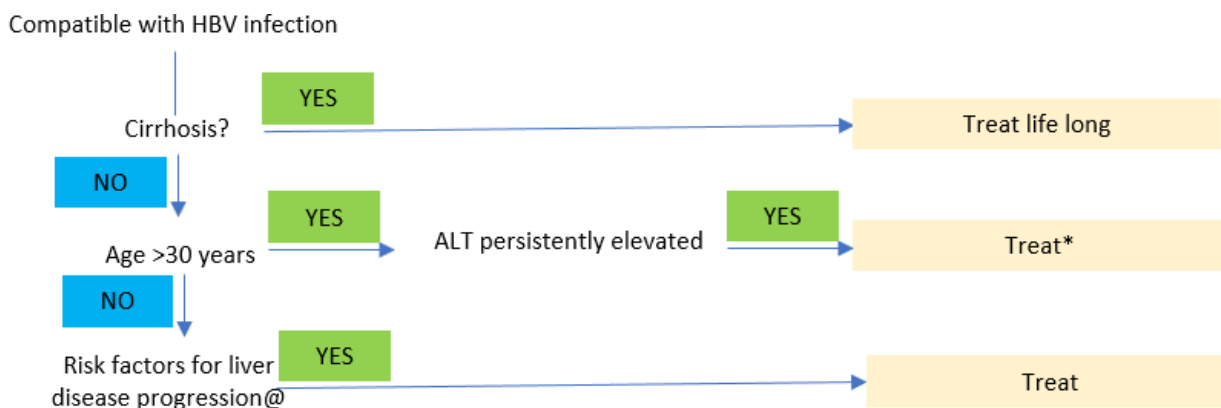 Compatible with HBV infection
YES
Cirrhosis?
Treat life long
NO
YES
YES
ALT persistently elevated
Age >30 years
Treat*
NO
YES
Risk factors for liver
disease progression@
Treat